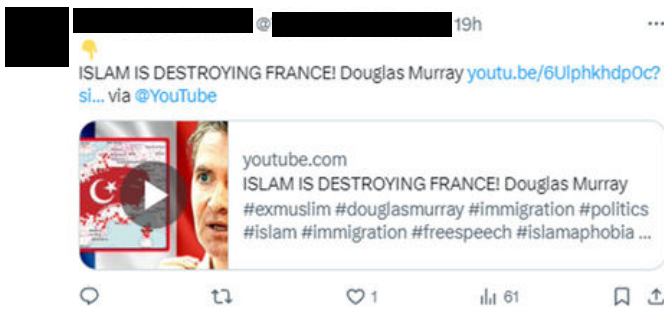 @ 19h
ISLAM IS DESTROYING FRANCE! Douglas Murray youtu.be/6Ulphkhdp0c?
si... via @YouTube
youtube.com
ISLAM IS DESTROYING FRANCE! Douglas Murray
#exmuslim #douglasmurray #immigration #politics
#islam #immigration #freespeech #islamaphobia ...
1 61